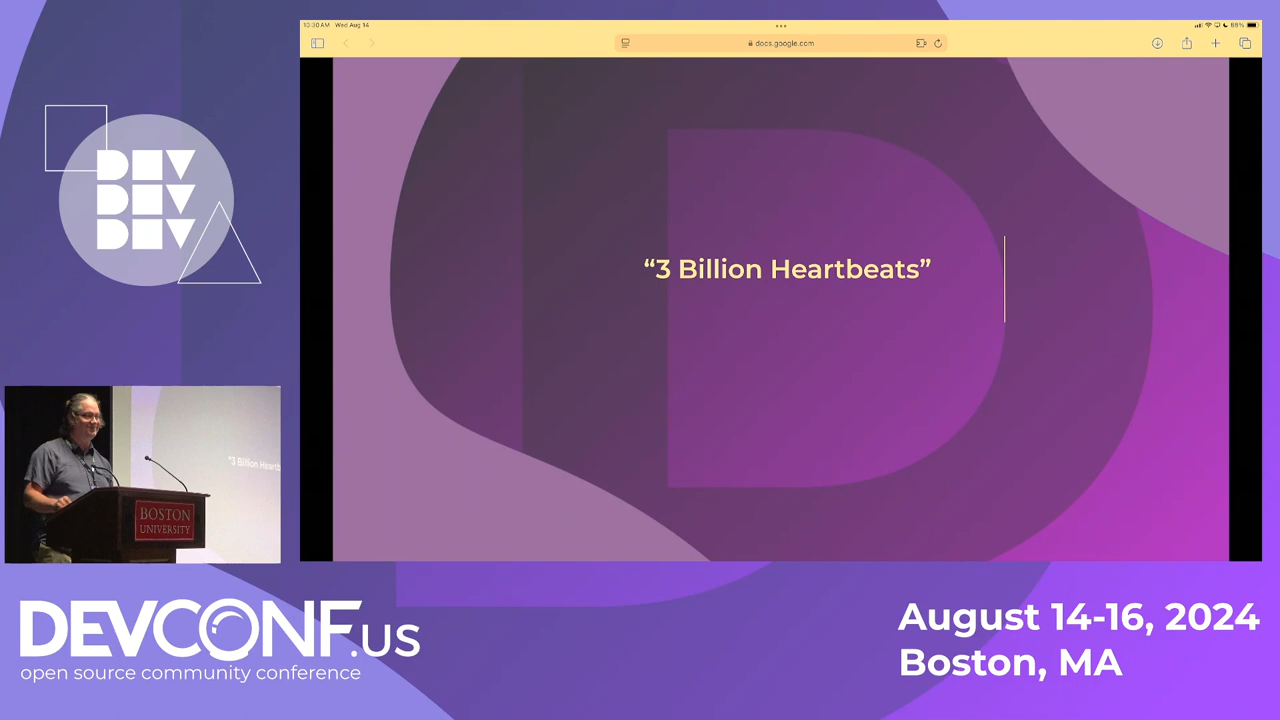 10:30 AM Wed Aug 14
88%
docs.google.com
DEV
DEV
DEV
“3 Billion Heartbeats”
"3 Billion Heartb
BOSTON
UNIVERSITY
DEVCONF.US
open source community conference
August 14-16, 2024
Boston, MA